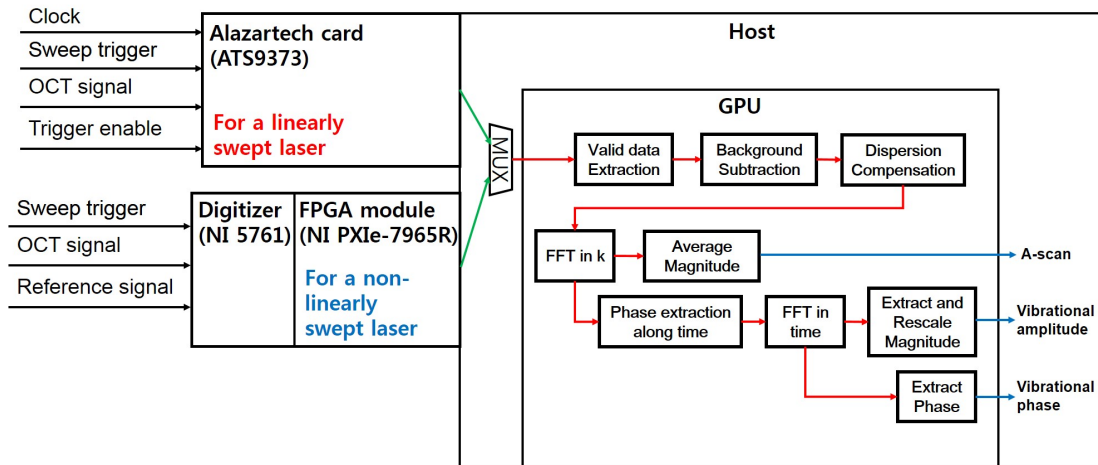 Clock
Sweep trigger
OCT signal
Trigger enable
Alazartech card
(ATS9373)
For a linearly
swept laser
Sweep trigger
OCT signal
Reference signal
Digitizer
(NI 5761)
FPGA module
(NI PXIe-7965R)
For a non-
linearly
swept laser
Host
MUX
GPU
Valid data
Extraction
Background
Subtraction
Dispersion
Compensation
FFT in k
Average
Magnitude
A-scan
Phase extraction
along time
FFT in
time
Extract and
Rescale
Magnitude
Vibrational
amplitude
Extract
Phase
Vibrational
phase